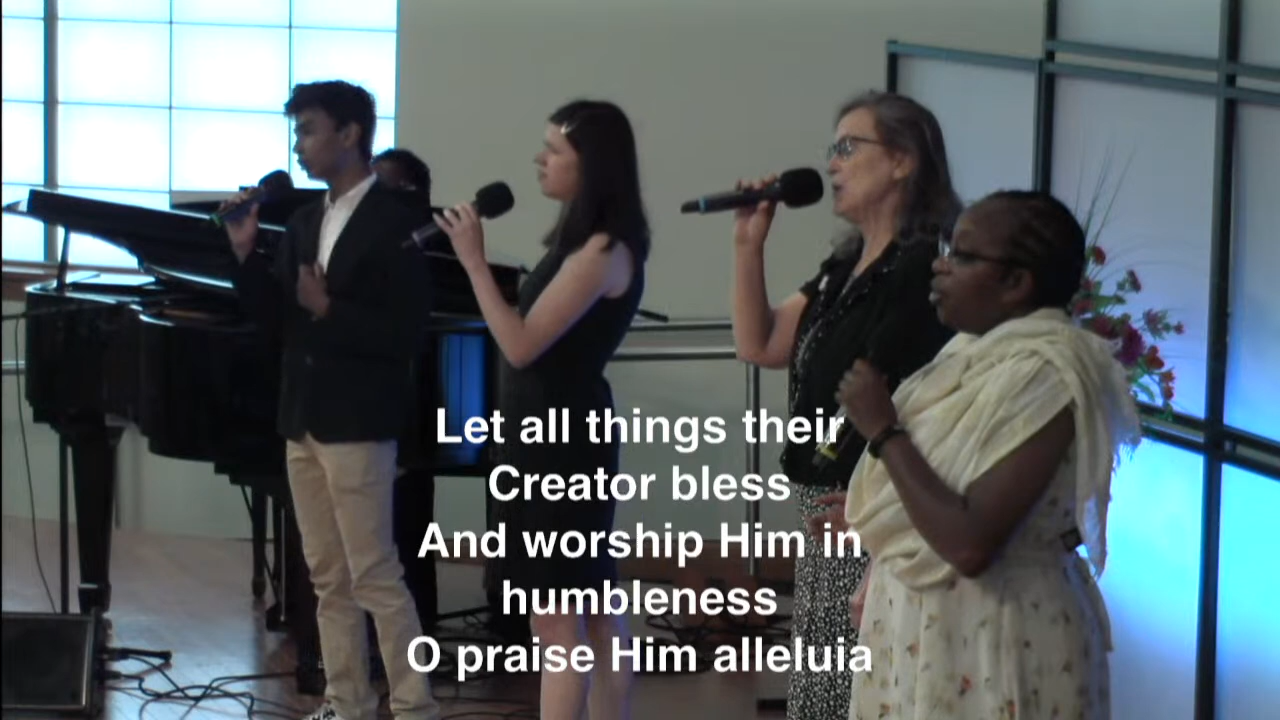 Let all things their
Creator bless
And worship Him in
humbleness
O praise Him alleluia